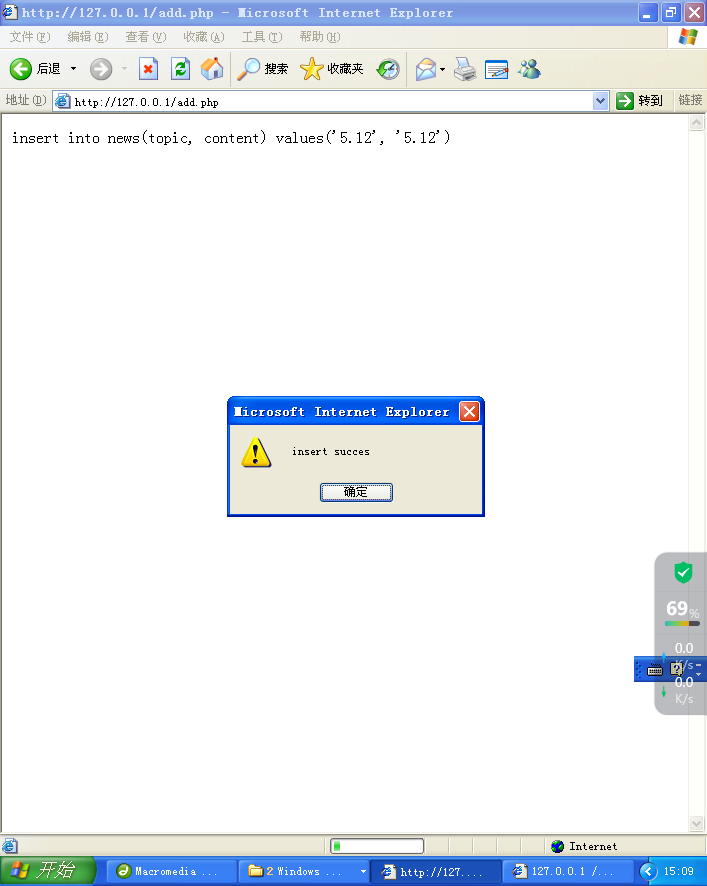 http://127.0.0.1/add.php - Microsoft Internet Explorer
文件(F) 编辑(E) 查看(V) 收藏(A) 工具(T) 帮助(H)
后退 搜索 收藏夹
地址(D) http://127.0.0.1/add.php 转到 链接
insert into news(topic, content) values('5.12', '5.12')
Microsoft Internet Explorer
insert succes
确定
69%
0.0
K/s
0.0
K/s
Internet
开始 Macromedia ... 2 Windows ... http://127.... 127.0.0.1 /... 15:09